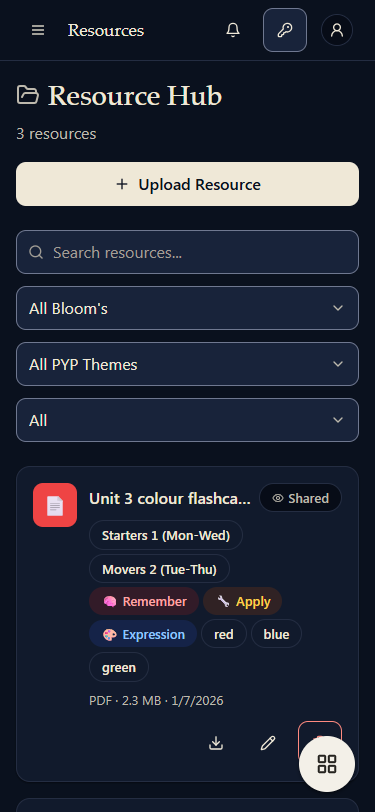 Resources
Resource Hub
3 resources
Upload Resource
Search resources...
All Bloom's
All PYP Themes
All
Unit 3 colour flashca... Shared
Starters 1 (Mon-Wed)
Movers 2 (Tue-Thu)
Remember Apply
Expression red blue
green
PDF · 2.3 MB · 1/7/2026